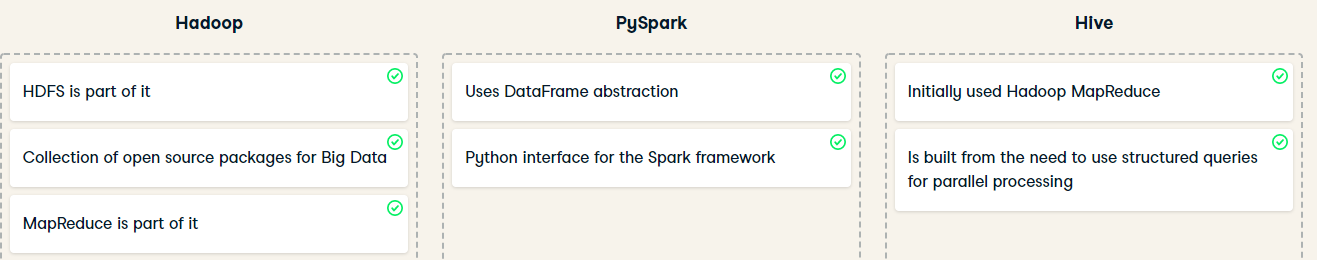 Hadoop
HDFS is part of it
Collection of open source packages for Big Data
MapReduce is part of it
PySpark
Uses DataFrame abstraction
Python interface for the Spark framework
Hive
Initially used Hadoop MapReduce
Is built from the need to use structured queries
for parallel processing